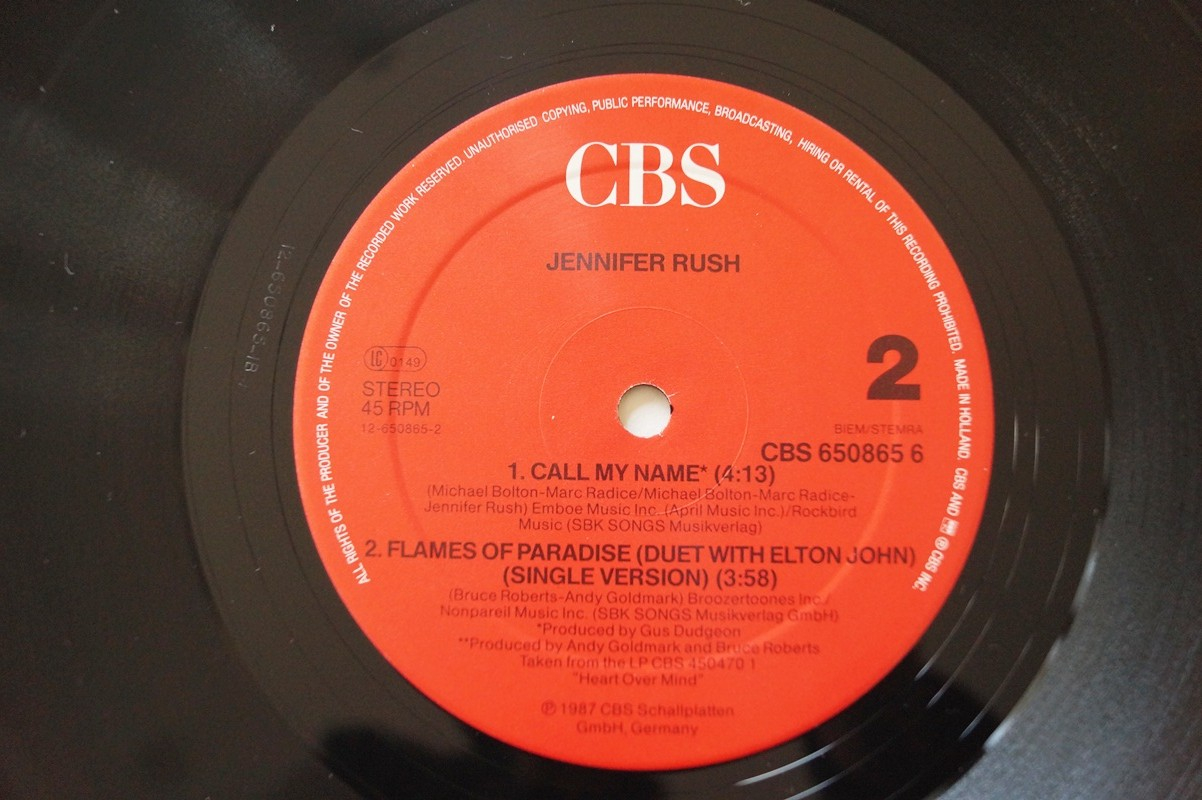 ALL RIGHTS OF THE PRODUCER AND OF THE OWNER OF THE RECORDED WORK RESERVED. UNAUTHORISED COPYING, PUBLIC PERFORMANCE, BROADCASTING, HIRING OR RENTAL OF THIS RECORDING PROHIBITED. MADE IN HOLLAND. CBS AND ℗ CBS INC.
CBS
JENNIFER RUSH
LC 0149
STEREO
45 RPM
12-650865-2
2
BIEM/STEMRA
CBS 650865 6
1. CALL MY NAME* (4:13)
(Michael Bolton-Marc Radice/Michael Bolton-Marc Radice-
Jennifer Rush) Emboe Music Inc. (April Music Inc.)/Rockbird
Music (SBK SONGS Musikverlag)
2. FLAMES OF PARADISE (DUET WITH ELTON JOHN)
(SINGLE VERSION) (3:58)
(Bruce Roberts-Andy Goldmark) Broozertoones Inc./
Nonpareil Music Inc. (SBK SONGS Musikverlag GmbH)
*Produced by Gus Dudgeon
**Produced by Andy Goldmark and Bruce Roberts
Taken from the LP CBS 450470 1
"Heart Over Mind"
℗ 1987 CBS Schallplatten
GmbH, Germany